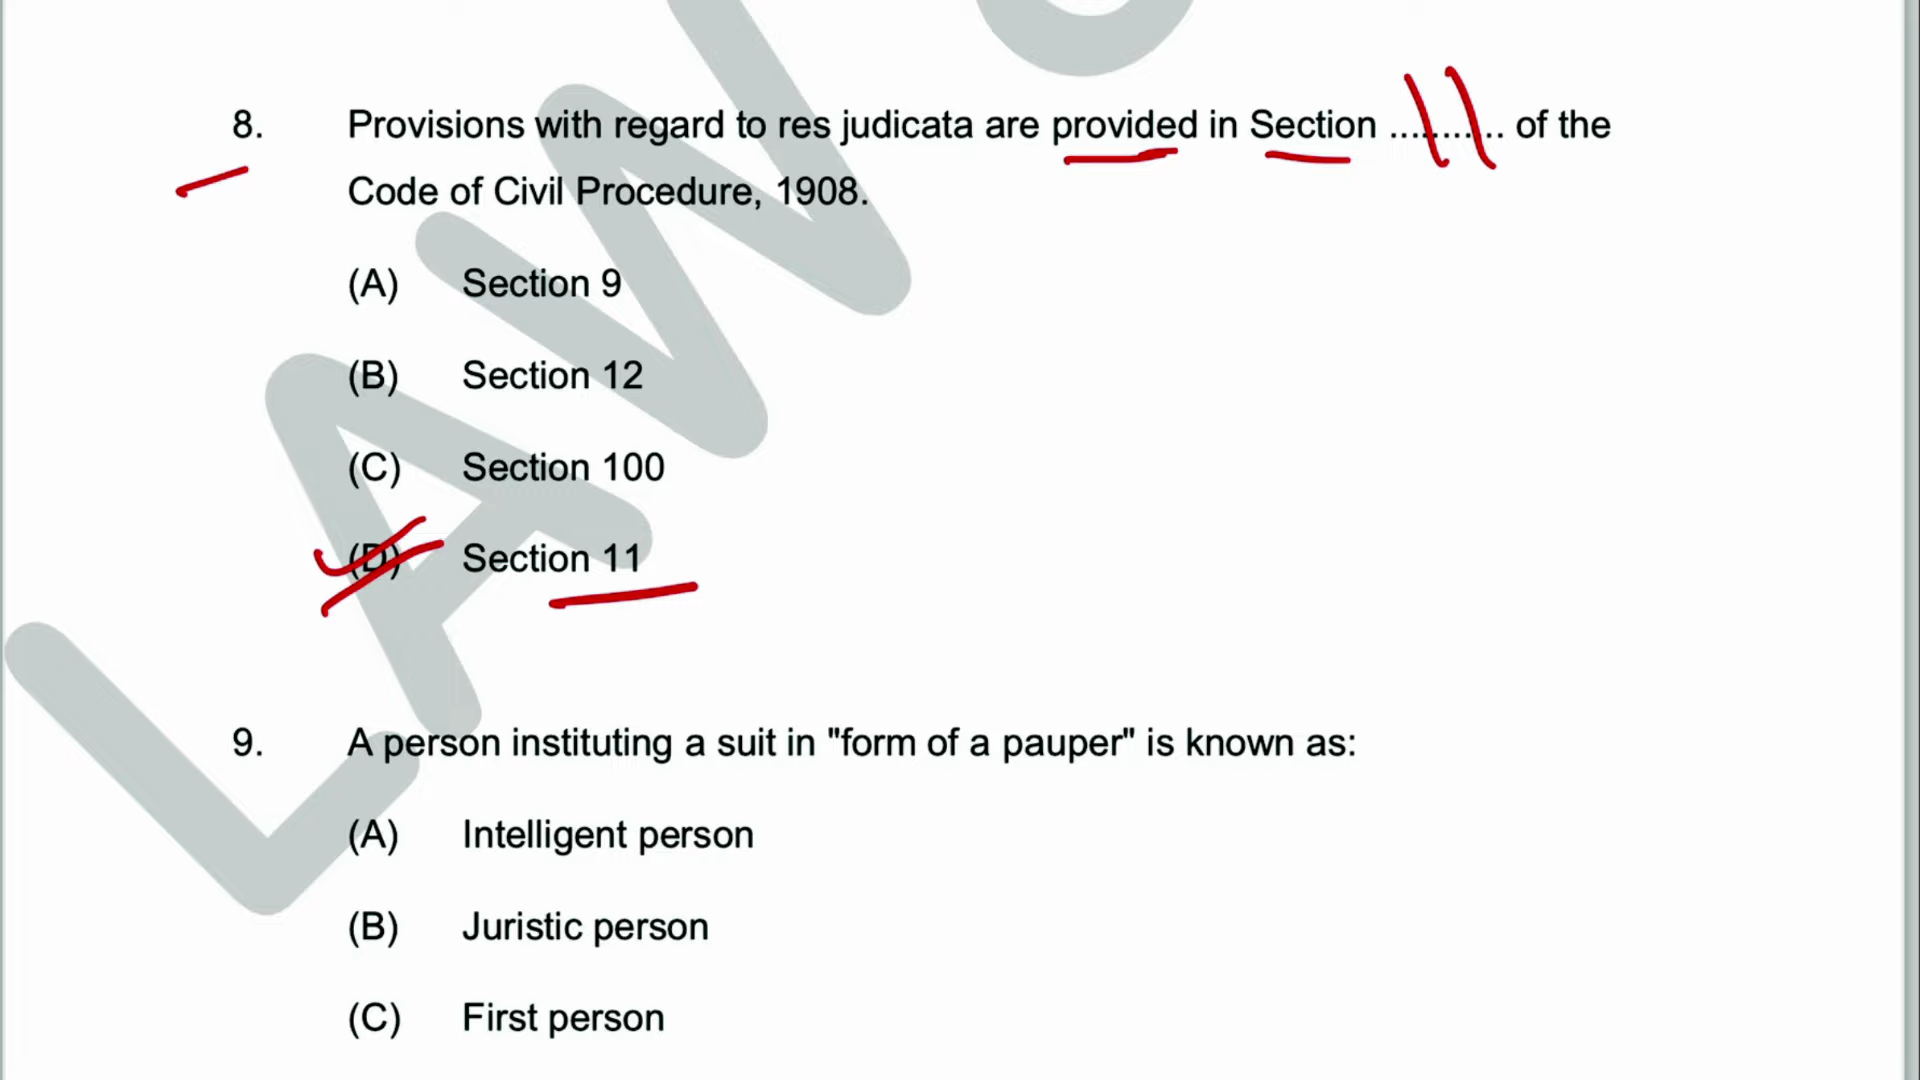 8. Provisions with regard to res judicata are provided in Section ........... of the
11
Code of Civil Procedure, 1908.
(A) Section 9
(B) Section 12
(C) Section 100
(D) Section 11
9. A person instituting a suit in "form of a pauper" is known as:
(A) Intelligent person
(B) Juristic person
(C) First person
LAW